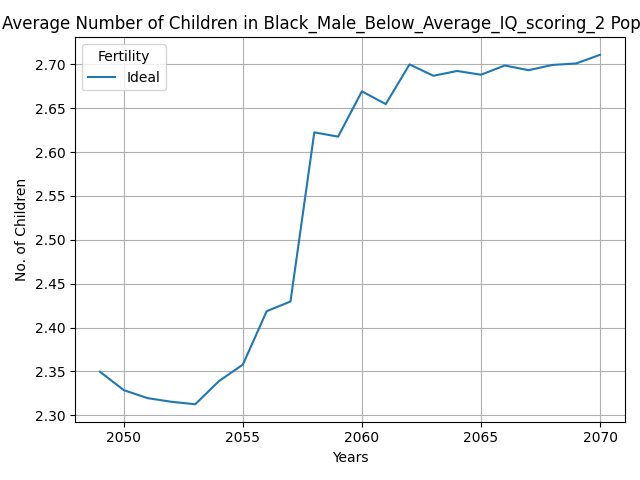 Average Number of Children in Black_Male_Below_Average_IQ_scoring_2 Pop
Fertility
Ideal
No. of Children
2.70
2.65
2.60
2.55
2.50
2.45
2.40
2.35
2.30
2050 2055 2060 2065 2070
Years